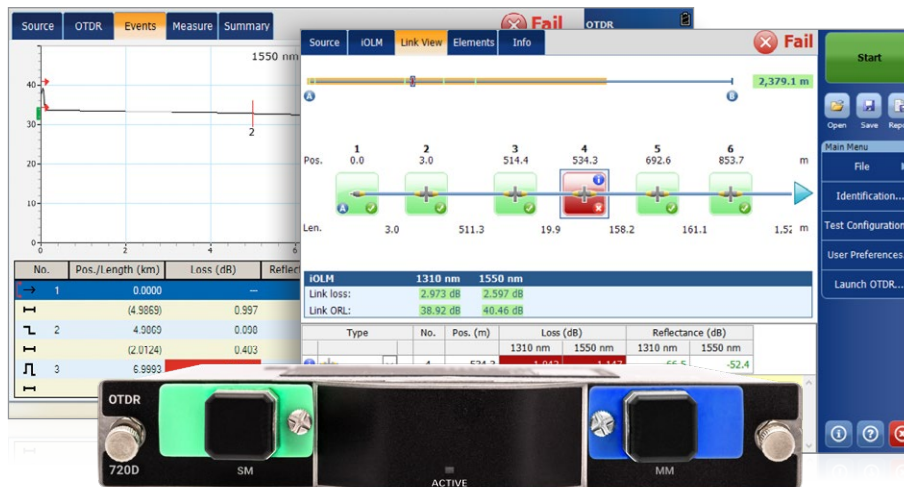 Source OTDR Events Measure Summary Fail OTDR
1550 nm
40
30
2
20
10
0
0 2 4 6
No. Pos./Length (km) Loss (dB)
1 0.0000 ---
(4.9869) 0.997
2 4.9869 0.090
(2.0124) 0.403
3 6.9993
Source iOLM Link View Elements Info Fail
2,379.1 m
A B
1 2 3 4 5 6
Pos. 0.0 3.0 514.4 534.3 692.6 853.7 m
A
Len. 3.0 511.3 19.9 158.2 161.1 m
iOLM 1310 nm 1550 nm
Link loss: 2.973 dB 2.597 dB
Link ORL: 38.92 dB 40.46 dB
Type No. Pos. (m) Loss (dB) Reflectance (dB)
1310 nm 1550 nm 1310 nm 1550 nm
-52.4
Start
Open Save
Main Menu
File
Identification...
Test Configuration
User Preferences
Launch OTDR...
OTDR
720D
SM
ACTIVE
MM